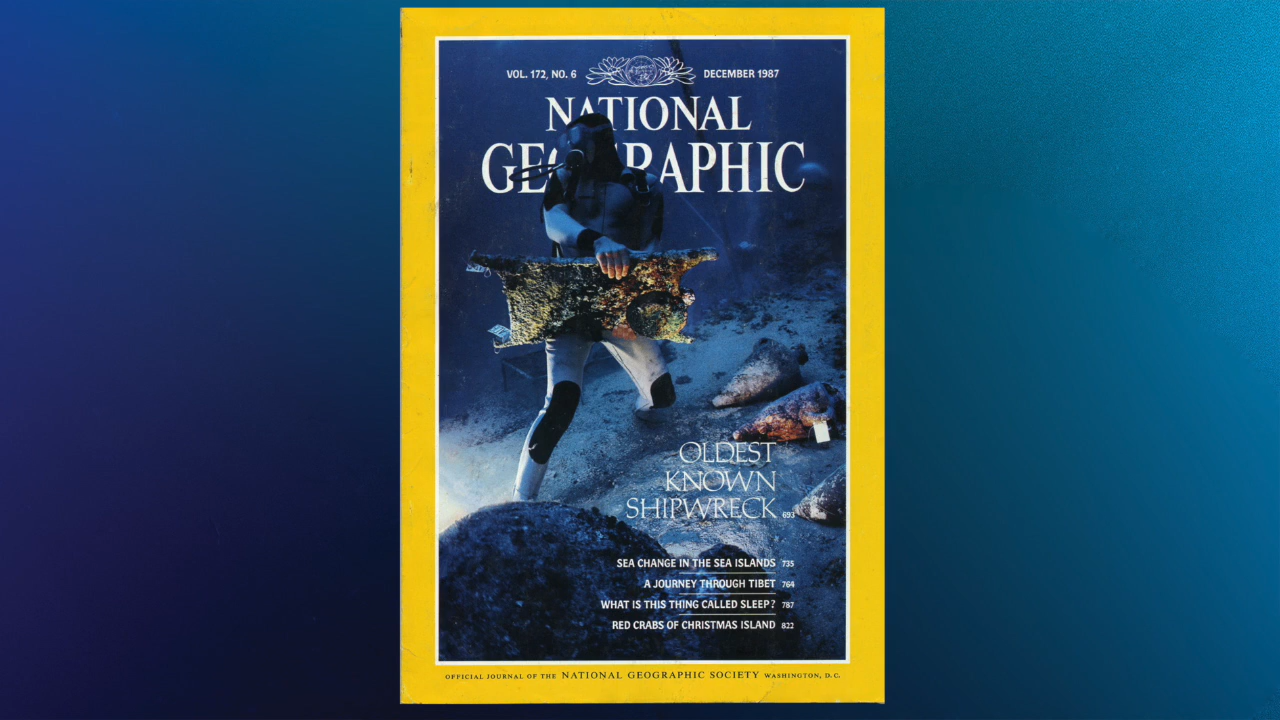 VOL. 172, NO. 6
DECEMBER 1987
NATIONAL
GEOGRAPHIC
OLDEST
KNOWN
SHIPWRECK 693
SEA CHANGE IN THE SEA ISLANDS 735
A JOURNEY THROUGH TIBET 764
WHAT IS THIS THING CALLED SLEEP? 787
RED CRABS OF CHRISTMAS ISLAND 822
OFFICIAL JOURNAL OF THE NATIONAL GEOGRAPHIC SOCIETY WASHINGTON, D.C.